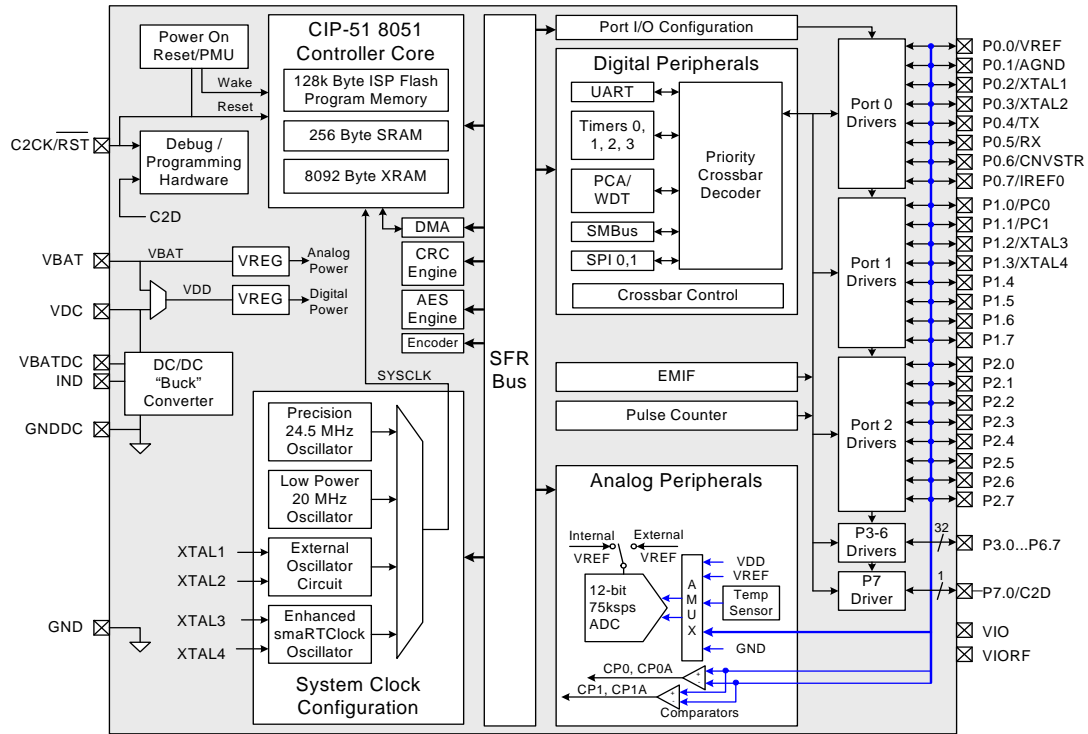 Power On
Reset/PMU
Wake
Reset
C2CK/RST
Debug /
Programming
Hardware
C2D
CIP-51 8051
Controller Core
128k Byte ISP Flash
Program Memory
256 Byte SRAM
8092 Byte XRAM
DMA
CRC
Engine
AES
Engine
Encoder
VBAT
VBAT
VREG
Analog
Power
VDC
VDD
VREG
Digital
Power
VBATDC
IND
DC/DC
"Buck"
Converter
GNDDC
SYSCLK
Precision
24.5 MHz
Oscillator
Low Power
20 MHz
Oscillator
XTAL1
XTAL2
External
Oscillator
Circuit
XTAL3
XTAL4
Enhanced
smaRTClock
Oscillator
GND
System Clock
Configuration
SFR
Bus
Port I/O Configuration
Digital Peripherals
UART
Timers 0,
1, 2, 3
PCA/
WDT
SMBus
SPI 0,1
Priority
Crossbar
Decoder
Crossbar Control
EMIF
Pulse Counter
Analog Peripherals
Internal
VREF
External
VREF
12-bit
75ksps
ADC
A
M
U
X
VDD
VREF
Temp
Sensor
GND
CP0, CP0A
CP1, CP1A
+
-
+
-
Comparators
Port 0
Drivers
Port 1
Drivers
Port 2
Drivers
P3-6
Drivers
P7
Driver
32
1
P0.0/VREF
P0.1/AGND
P0.2/XTAL1
P0.3/XTAL2
P0.4/TX
P0.5/RX
P0.6/CNVSTR
P0.7/IREF0
P1.0/PC0
P1.1/PC1
P1.2/XTAL3
P1.3/XTAL4
P1.4
P1.5
P1.6
P1.7
P2.0
P2.1
P2.2
P2.3
P2.4
P2.5
P2.6
P2.7
P3.0...P6.7
P7.0/C2D
VIO
VIORF